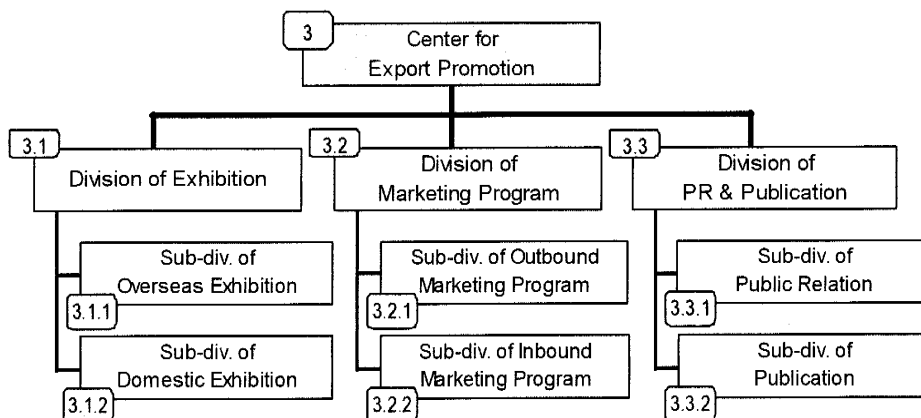 3
Center for
Export Promotion
3.1
Division of Exhibition
3.2
Division of
Marketing Program
3.3
Division of
PR & Publication
Sub-div. of
Overseas Exhibition
3.1.1
Sub-div. of Outbound
Marketing Program
3.2.1
Sub-div. of
Public Relation
3.3.1
Sub-div. of
Domestic Exhibition
3.1.2
Sub-div. of Inbound
Marketing Program
3.2.2
Sub-div. of
Publication
3.3.2